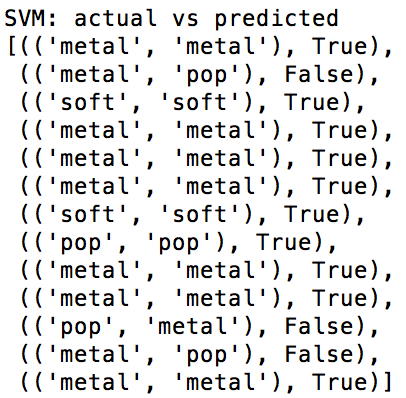 SVM: actual vs predicted
[(('metal', 'metal'), True),
(('metal', 'pop'), False),
(('soft', 'soft'), True),
(('metal', 'metal'), True),
(('metal', 'metal'), True),
(('metal', 'metal'), True),
(('soft', 'soft'), True),
(('pop', 'pop'), True),
(('metal', 'metal'), True),
(('metal', 'metal'), True),
(('pop', 'metal'), False),
(('metal', 'pop'), False),
(('metal', 'metal'), True)]